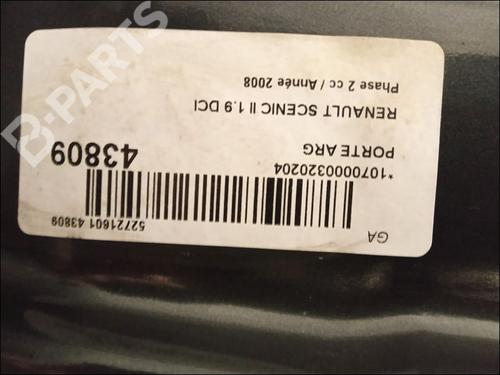 GA
52721601 43809
*1070000320204
PORTE ARG
43809
RENAULT SCENIC II 1.9 DCI
Phase 2 cc / Année 2008
B-PARTS